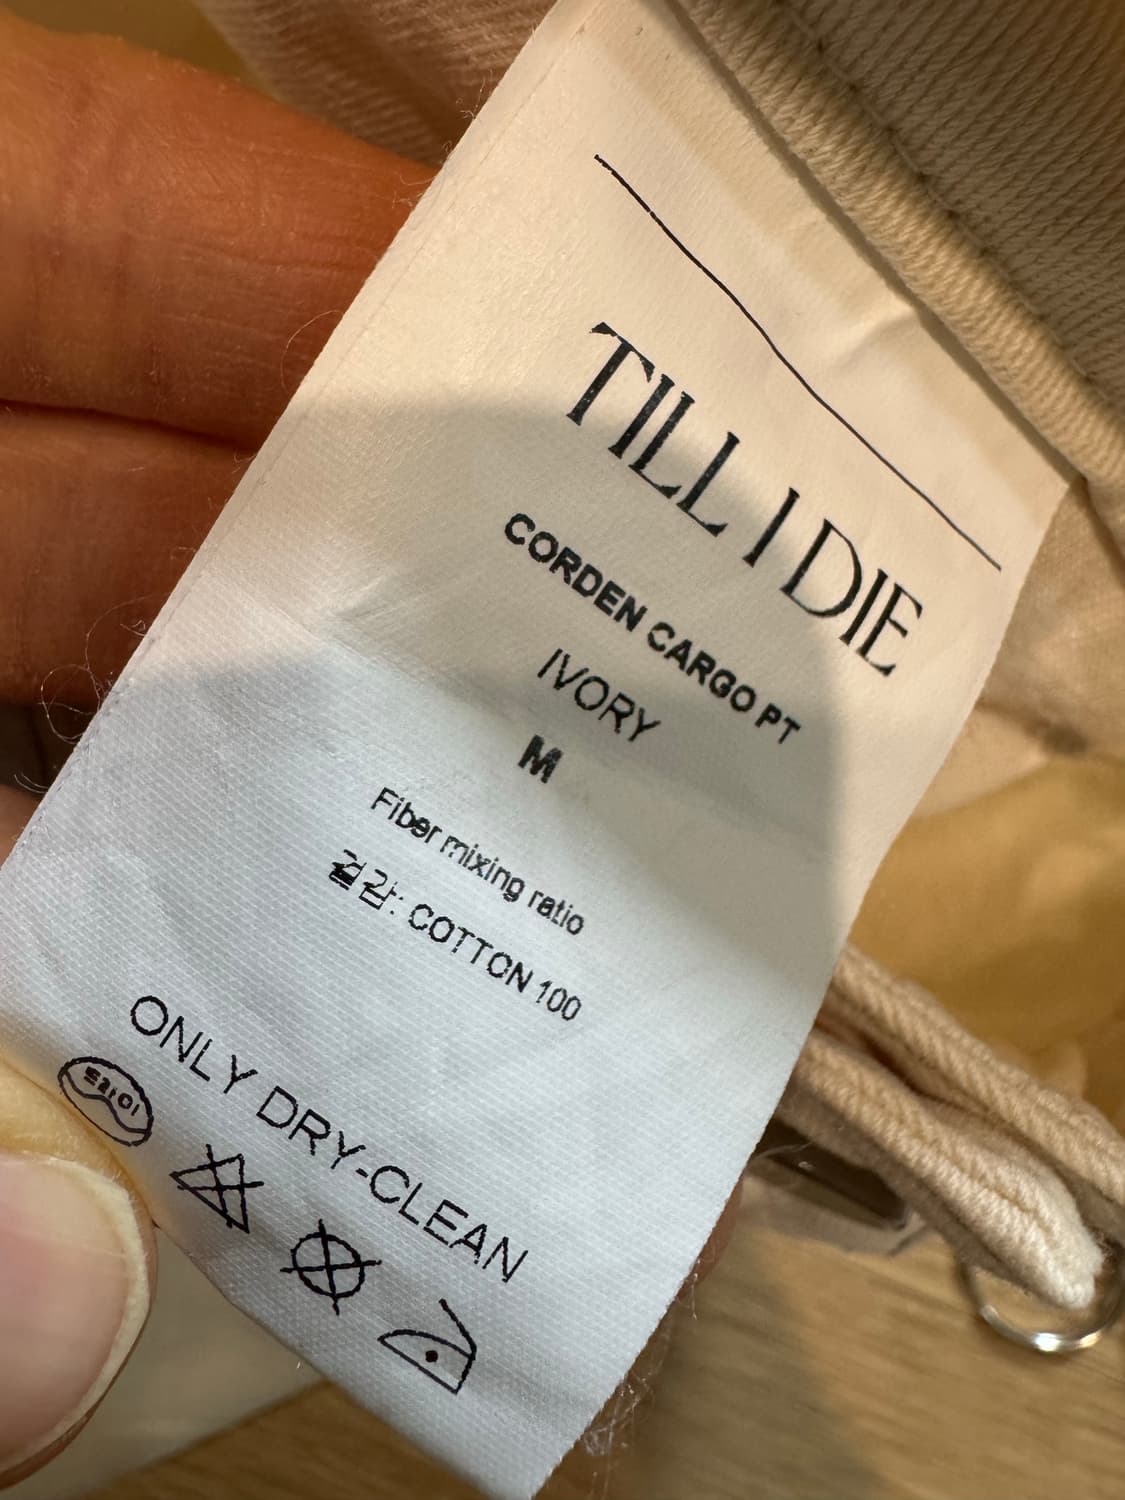 TILL I DIE
CORDEN CARGO PT
IVORY
M
Fiber mixing ratio
겉감: COTTON 100
ONLY DRY-CLEAN
드라이